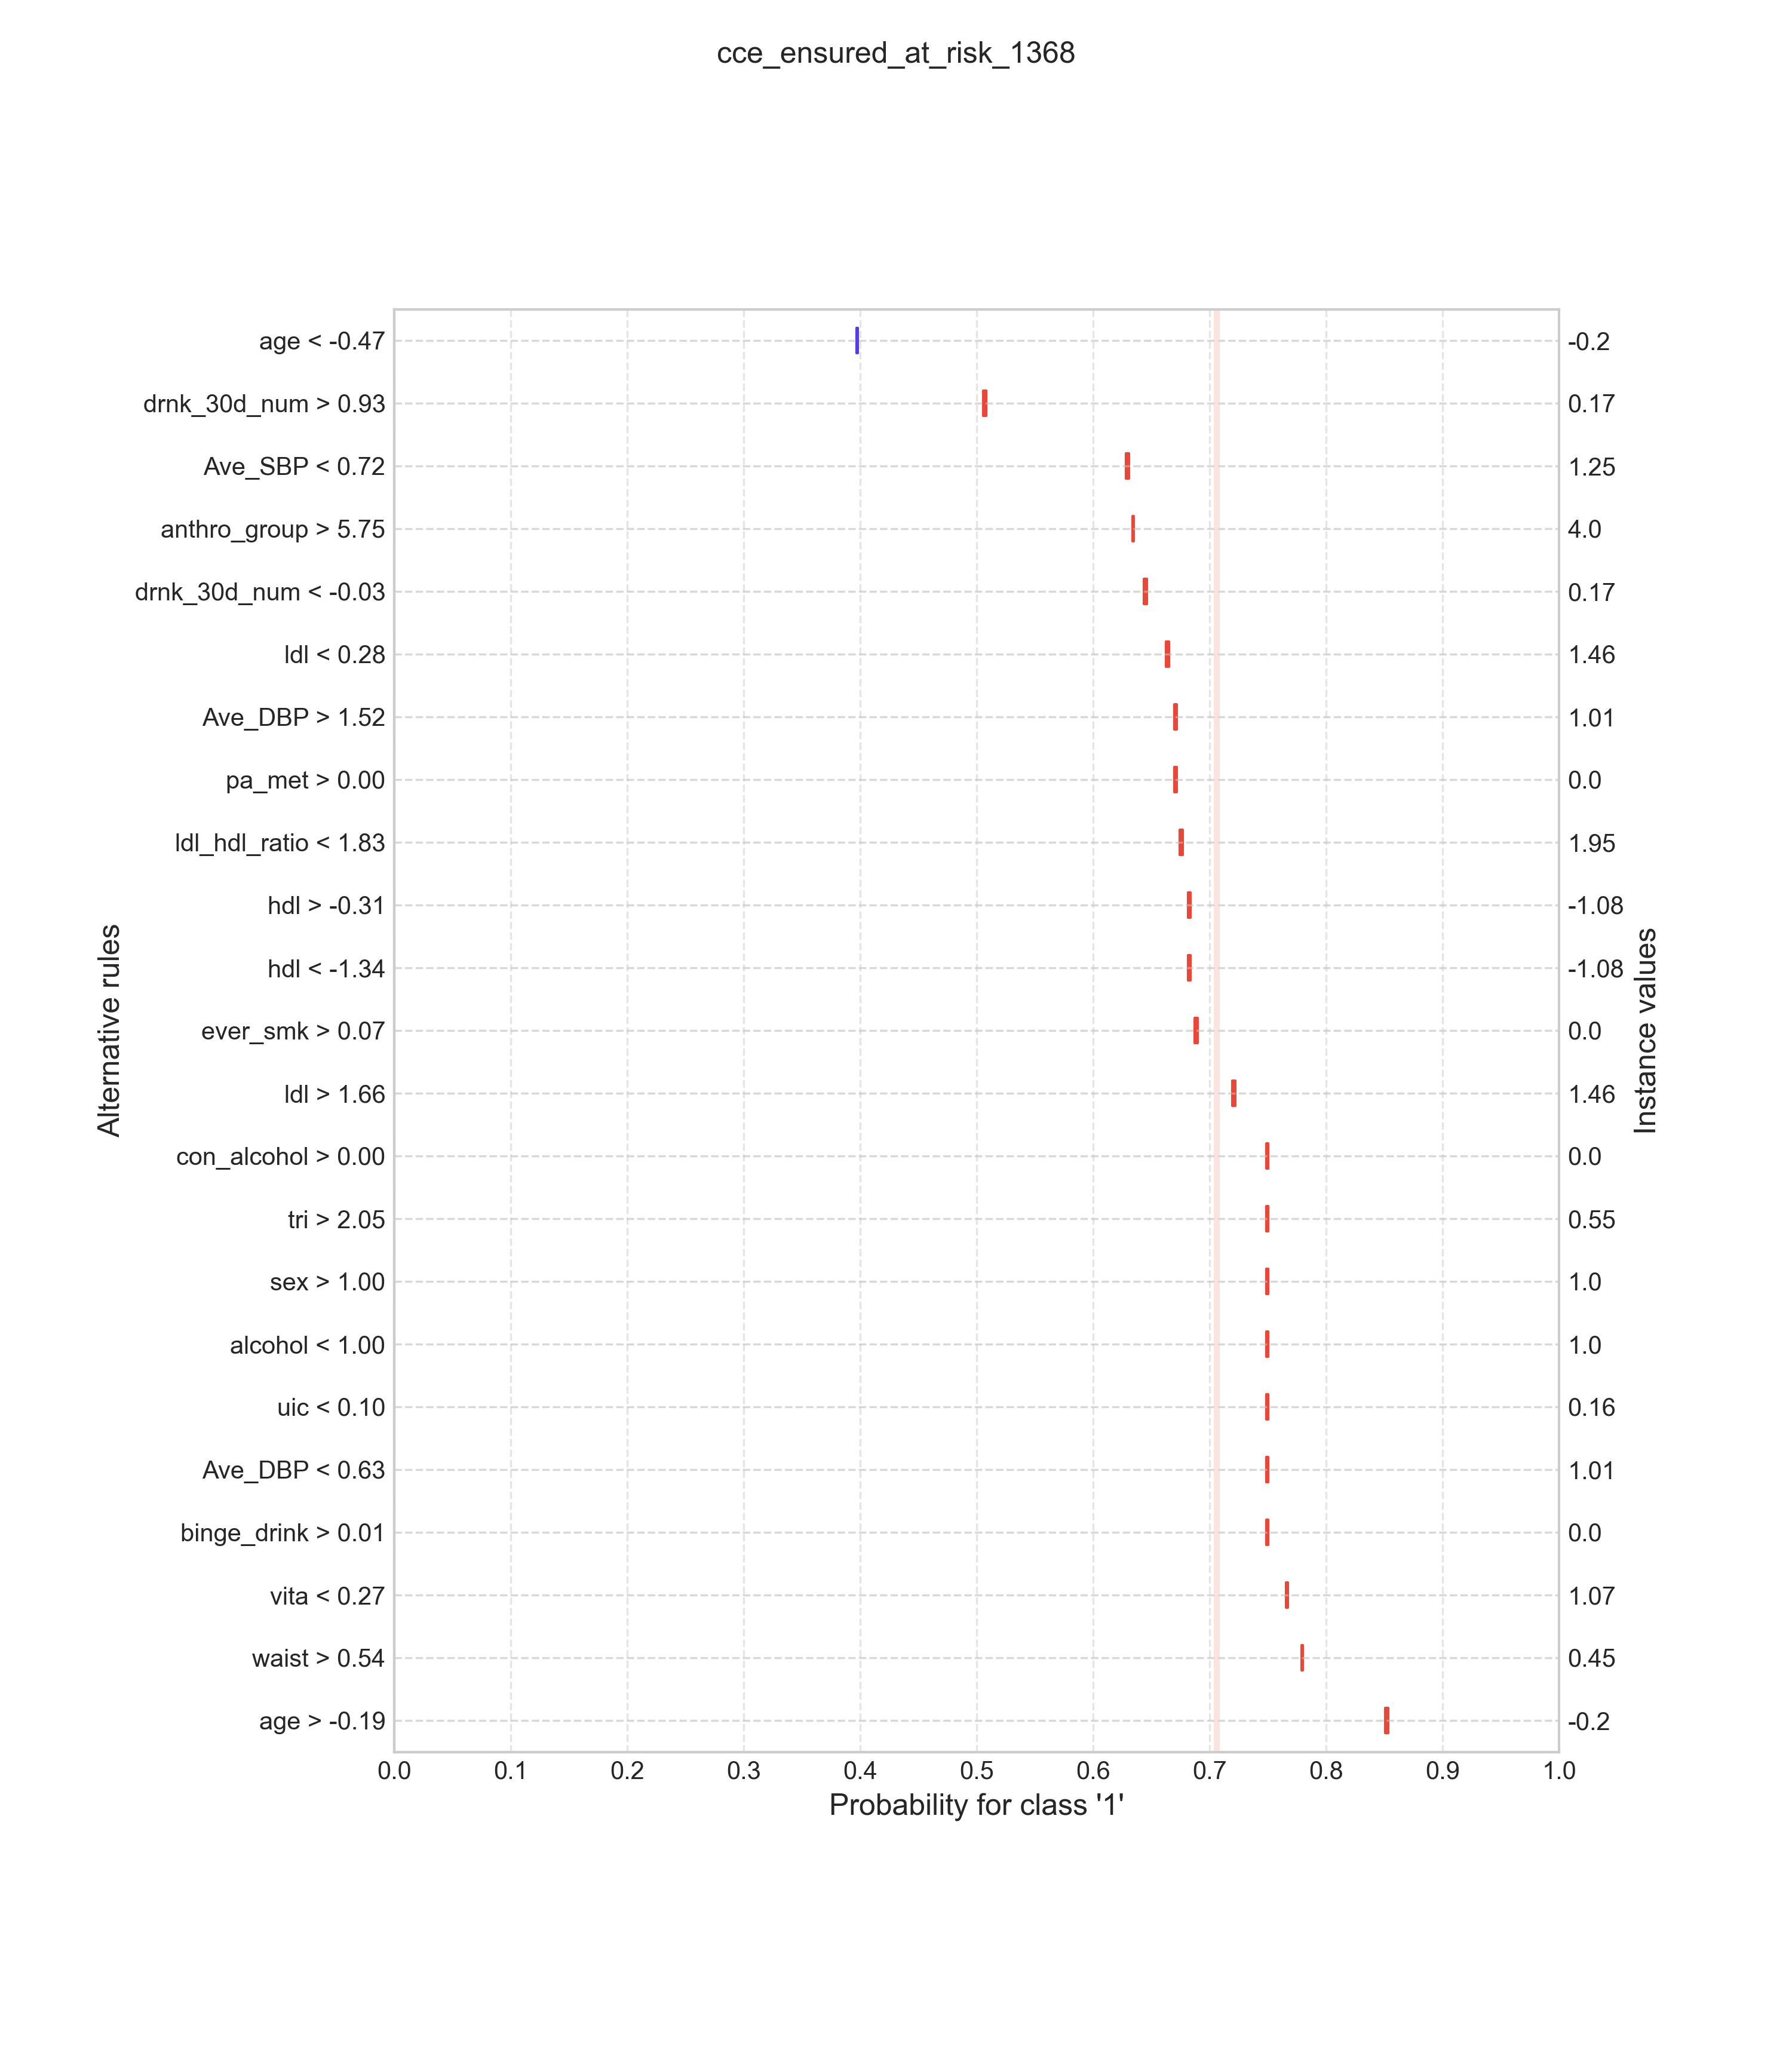 cce_ensured_at_risk_1368
Alternative rules
age < -0.47 -0.2
drnk_30d_num > 0.93 0.17
Ave_SBP < 0.72 1.25
anthro_group > 5.75 4.0
drnk_30d_num < -0.03 0.17
ldl < 0.28 1.46
Ave_DBP > 1.52 1.01
pa_met > 0.00 0.0
ldl_hdl_ratio < 1.83 1.95
hdl > -0.31 -1.08
hdl < -1.34 -1.08
ever_smk > 0.07 0.0
ldl > 1.66 1.46
con_alcohol > 0.00 0.0
tri > 2.05 0.55
sex > 1.00 1.0
alcohol < 1.00 1.0
uic < 0.10 0.16
Ave_DBP < 0.63 1.01
binge_drink > 0.01 0.0
vita < 0.27 1.07
waist > 0.54 0.45
age > -0.19 -0.2
Instance values
0.0 0.1 0.2 0.3 0.4 0.5 0.6 0.7 0.8 0.9 1.0
Probability for class '1'